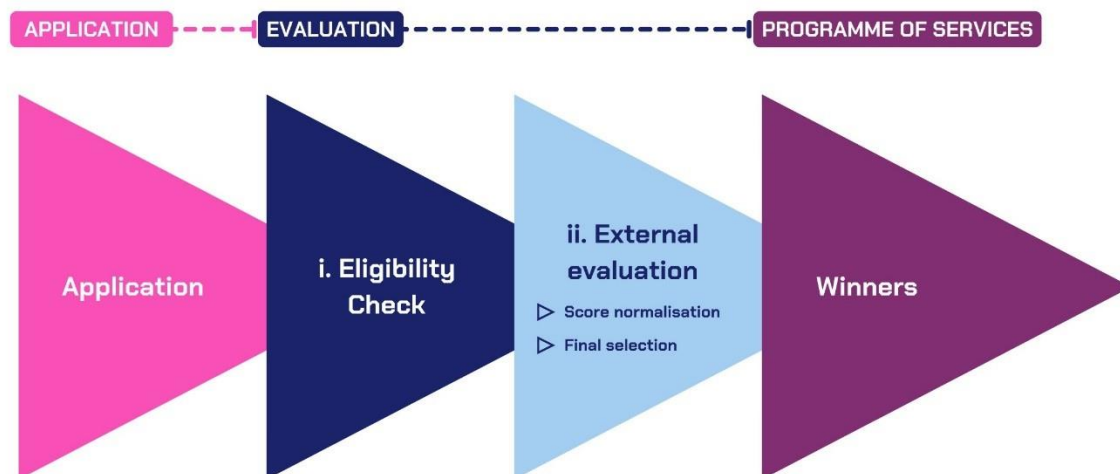 APPLICATION
EVALUATION
PROGRAMME OF SERVICES
Application
i. Eligibility
Check
ii. External
evaluation
Score normalisation
Final selection
Winners